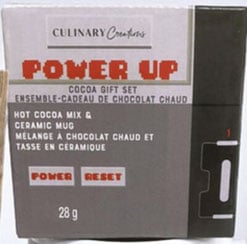 CULINARY Creations
POWER UP
COCOA GIFT SET
ENSEMBLE-CADEAU DE CHOCOLAT CHAUD
HOT COCOA MIX &
CERAMIC MUG
MÉLANGE À CHOCOLAT CHAUD ET
TASSE EN CÉRAMIQUE
POWER RESET
28 g
1